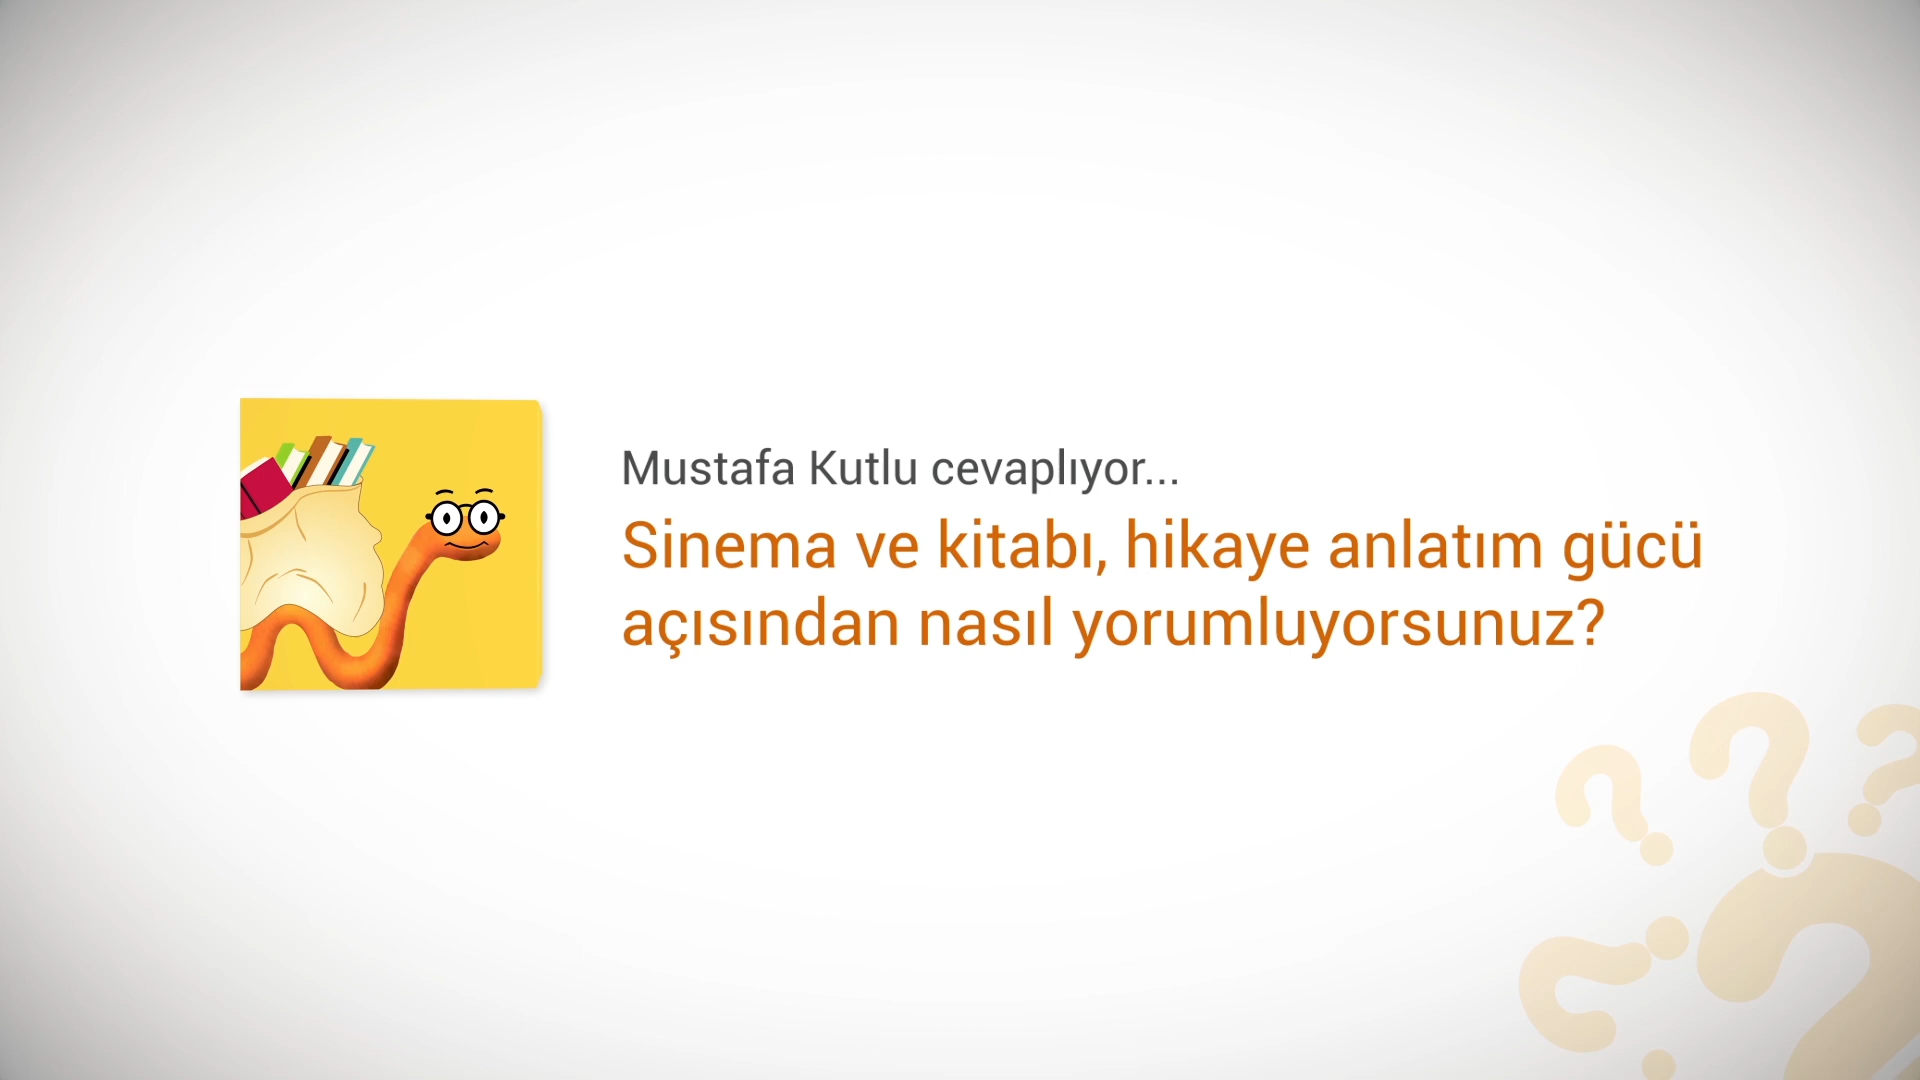 Mustafa Kutlu cevaplıyor...
Sinema ve kitabı, hikaye anlatım gücü
açısından nasıl yorumluyorsunuz?